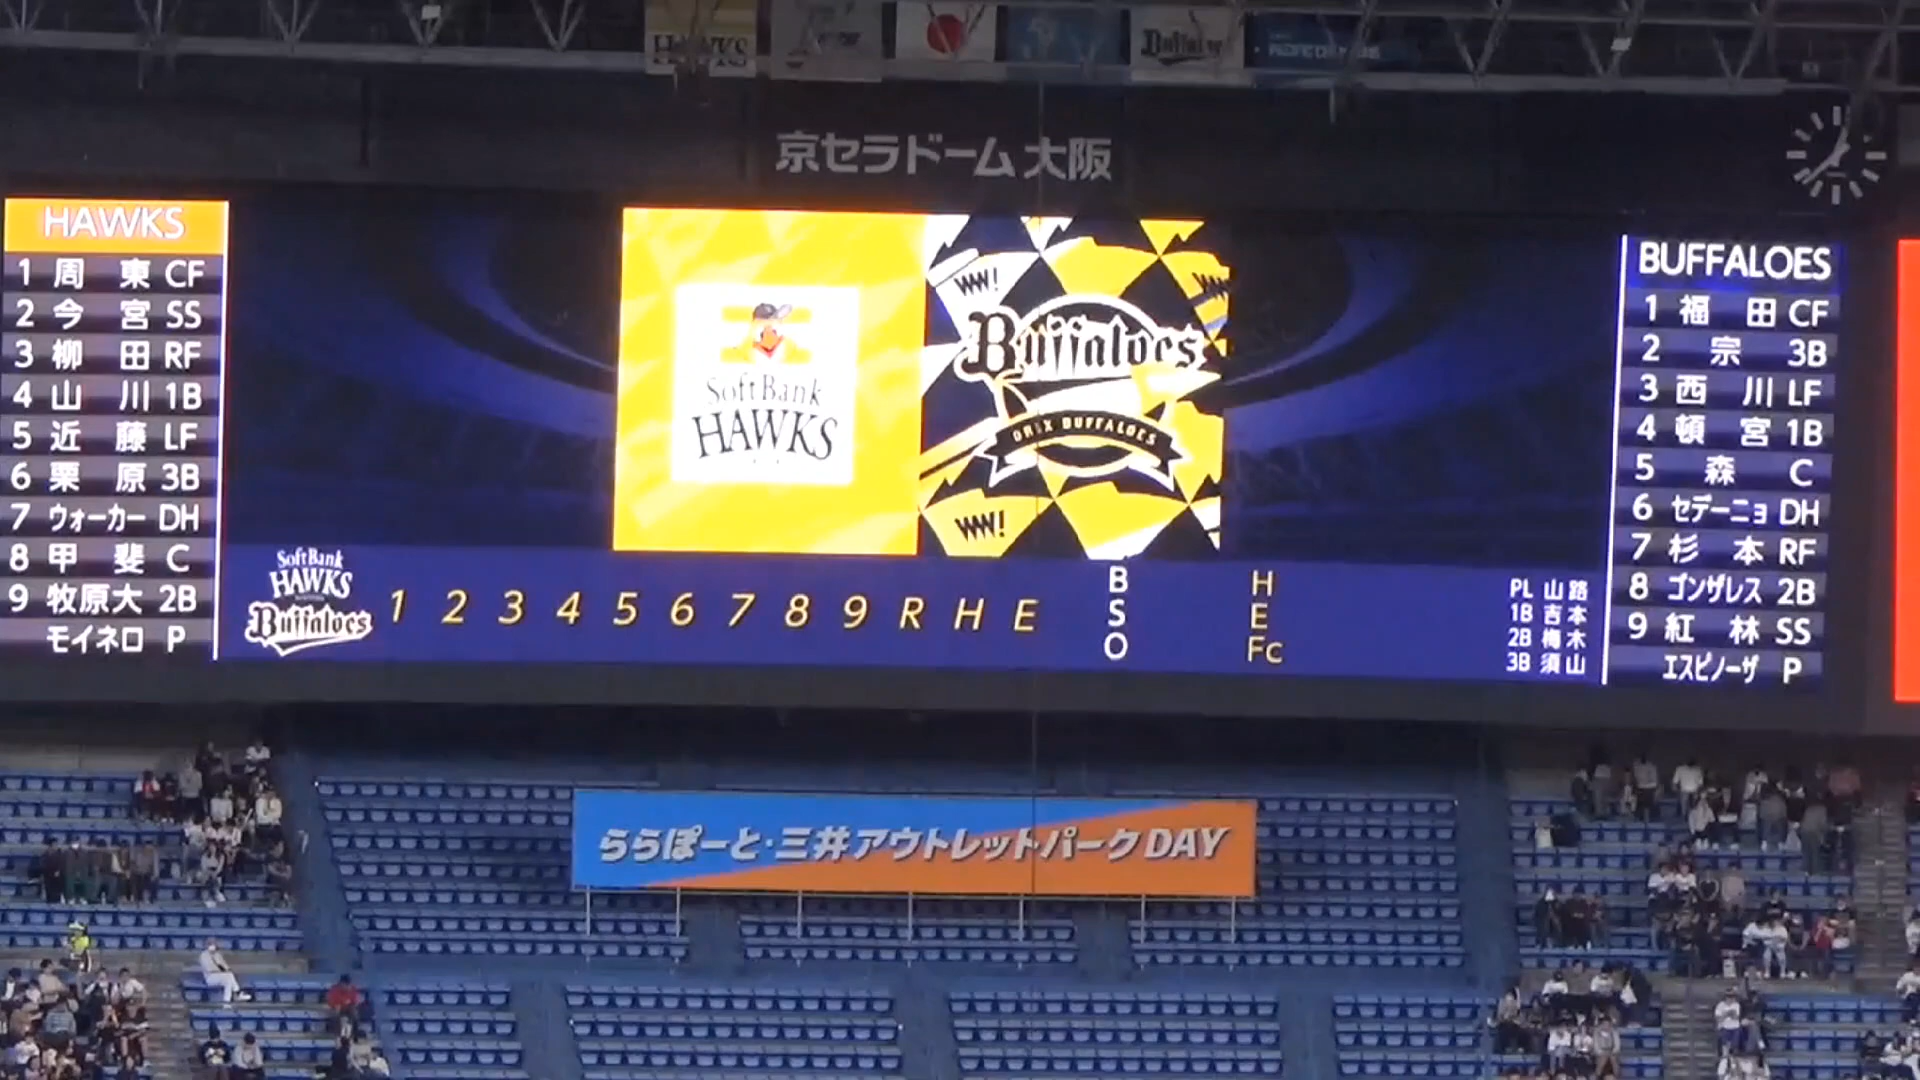 HAWKS
Buffaloes
京セラドーム大阪
HAWKS
1 周 東 CF
2 今 宮 SS
3 柳 田 RF
4 山 川 1B
5 近 藤 LF
6 栗 原 3B
7 ウォーカー DH
8 甲 斐 C
9 牧原大 2B
モイネロ P
SoftBank
HAWKS
WW!
WW!
Buffaloes
ORIX BUFFALOES
WW!
BUFFALOES
1 福 田 CF
2 宗 3B
3 西 川 LF
4 頓 宮 1B
5 森 C
6 セデーニョ DH
7 杉 本 RF
8 ゴンザレス 2B
9 紅 林 SS
エスピノーザ P
SoftBank
HAWKS
Buffaloes
1 2 3 4 5 6 7 8 9 R H E
B
S
O
H
E
Fc
PL 山路
1B 吉本
2B 梅木
3B 須山
ららぽーと・三井アウトレットパーク DAY